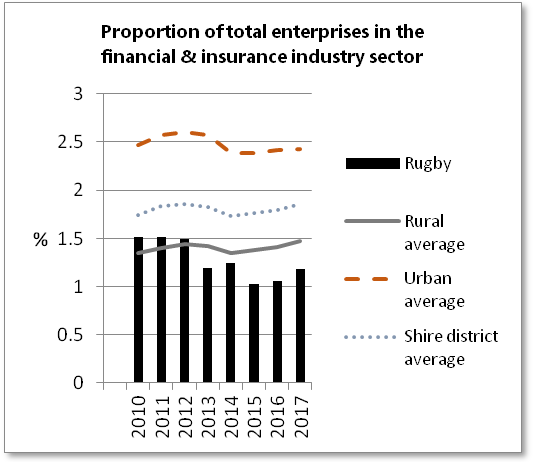 Proportion of total enterprises in the
financial & insurance industry sector
3
2.5
2
1.5
1
0.5
0
%
2010
2011
2012
2013
2014
2015
2016
2017
Rugby
Rural
average
Urban
average
Shire district
average